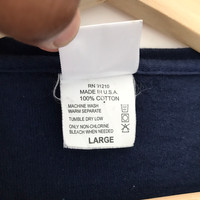 RN 31210
MADE IN U.S.A.
100% COTTON
MACHINE WASH
WARM SEPARATE
TUMBLE DRY LOW
ONLY NON-CHLORINE
BLEACH WHEN NEEDED
LARGE